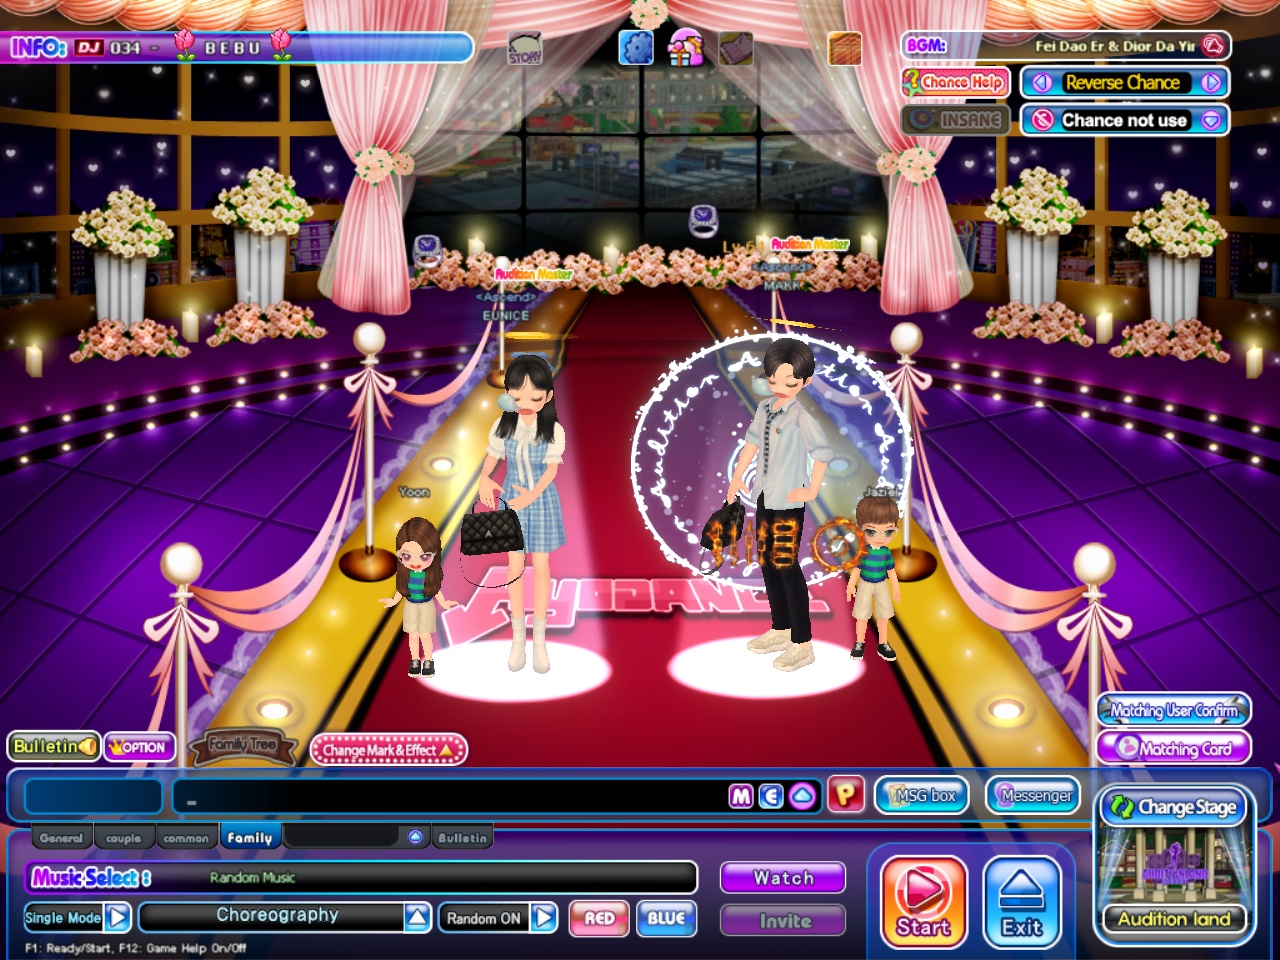 INFO: DJ 034 - BEBU
STORY
BGM: Fei Dao Er & Dior Da Yir
Chance Help
Reverse Chance
INSANE
Chance not use
Audition Master
<Ascend>
EUNICE
Audition Master
<Ascend>
Yoon
Jaziel
Bulletin
OPTION
Family Tree
Change Mark & Effect
Matching User Confirm
Matching Card
M E
P
MSG box
Messenger
Change Stage
General couple common Family Bulletin
Music Select : Random Music
Watch
Single Mode Choreography Random ON RED BLUE
Invite
Start
Exit
AUDITIONLAND
Audition land
F1: Ready/Start, F12: Game Help On/Off